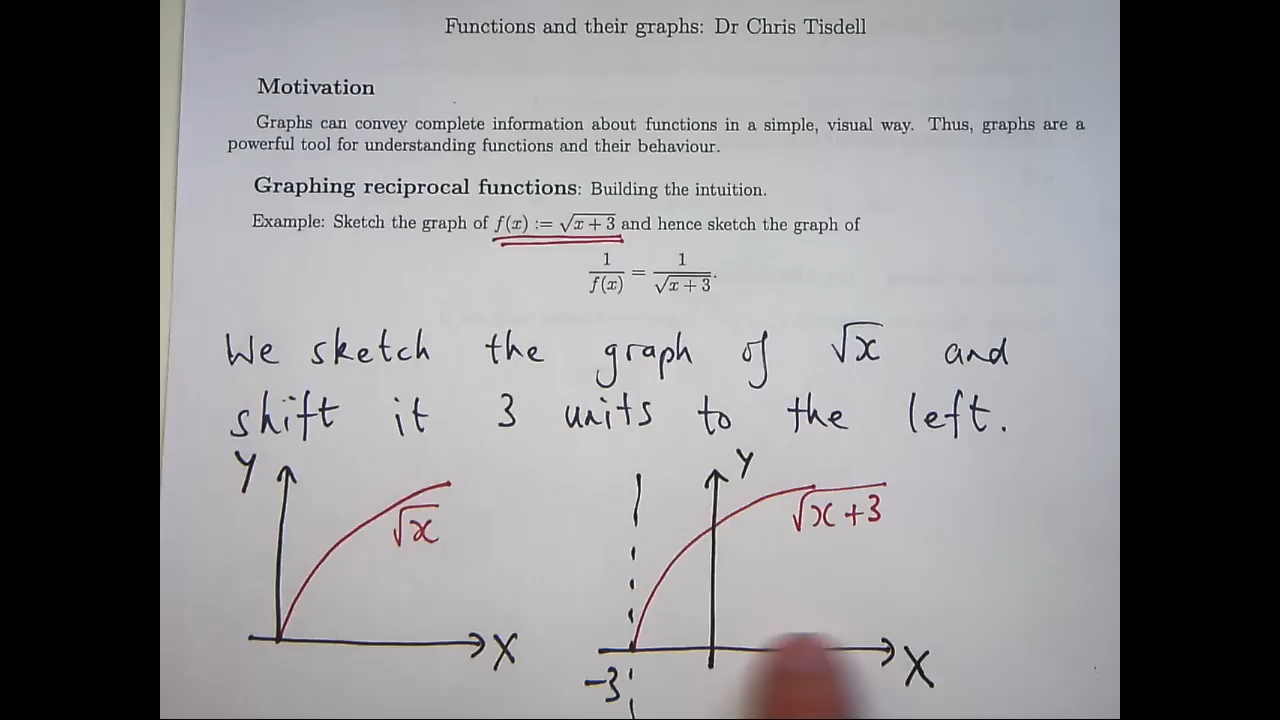 Functions and their graphs: Dr Chris Tisdell
Motivation
Graphs can convey complete information about functions in a simple, visual way. Thus, graphs are a
powerful tool for understanding functions and their behaviour.
Graphing reciprocal functions: Building the intuition.
Example: Sketch the graph of f(x) := √(x + 3) and hence sketch the graph of
1/f(x) = 1/√(x + 3).
We sketch the graph of √x and
shift it 3 units to the left.
Y √x X
Y √(x+3) X -3